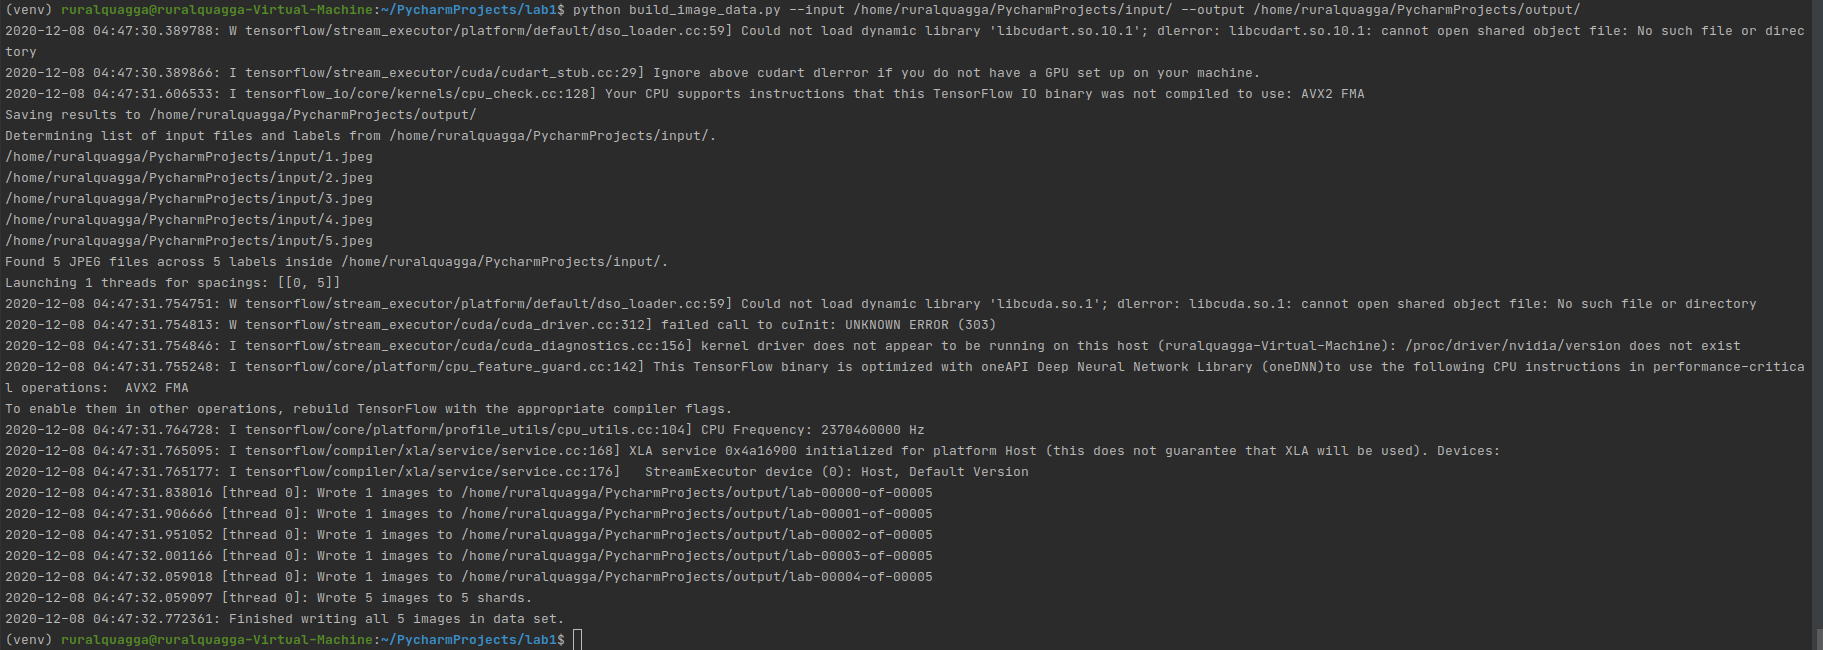 (venv) ruralquagga@ruralquagga-Virtual-Machine:~/PycharmProjects/lab1$ python build_image_data.py --input /home/ruralquagga/PycharmProjects/input/ --output /home/ruralquagga/PycharmProjects/output/
2020-12-08 04:47:30.389788: W tensorflow/stream_executor/platform/default/dso_loader.cc:59] Could not load dynamic library 'libcudart.so.10.1'; dlerror: libcudart.so.10.1: cannot open shared object file: No such file or direc
tory
2020-12-08 04:47:30.389866: I tensorflow/stream_executor/cuda/cudart_stub.cc:29] Ignore above cudart dlerror if you do not have a GPU set up on your machine.
2020-12-08 04:47:31.606533: I tensorflow_io/core/kernels/cpu_check.cc:128] Your CPU supports instructions that this TensorFlow IO binary was not compiled to use: AVX2 FMA
Saving results to /home/ruralquagga/PycharmProjects/output/
Determining list of input files and labels from /home/ruralquagga/PycharmProjects/input/.
/home/ruralquagga/PycharmProjects/input/1.jpeg
/home/ruralquagga/PycharmProjects/input/2.jpeg
/home/ruralquagga/PycharmProjects/input/3.jpeg
/home/ruralquagga/PycharmProjects/input/4.jpeg
/home/ruralquagga/PycharmProjects/input/5.jpeg
Found 5 JPEG files across 5 labels inside /home/ruralquagga/PycharmProjects/input/.
Launching 1 threads for spacings: [[0, 5]]
2020-12-08 04:47:31.754751: W tensorflow/stream_executor/platform/default/dso_loader.cc:59] Could not load dynamic library 'libcuda.so.1'; dlerror: libcuda.so.1: cannot open shared object file: No such file or directory
2020-12-08 04:47:31.754813: W tensorflow/stream_executor/cuda/cuda_driver.cc:312] failed call to cuInit: UNKNOWN ERROR (303)
2020-12-08 04:47:31.754846: I tensorflow/stream_executor/cuda/cuda_diagnostics.cc:156] kernel driver does not appear to be running on this host (ruralquagga-Virtual-Machine): /proc/driver/nvidia/version does not exist
2020-12-08 04:47:31.755248: I tensorflow/core/platform/cpu_feature_guard.cc:142] This TensorFlow binary is optimized with oneAPI Deep Neural Network Library (oneDNN)to use the following CPU instructions in performance-critica
l operations:  AVX2 FMA
To enable them in other operations, rebuild TensorFlow with the appropriate compiler flags.
2020-12-08 04:47:31.764728: I tensorflow/core/platform/profile_utils/cpu_utils.cc:104] CPU Frequency: 2370460000 Hz
2020-12-08 04:47:31.765095: I tensorflow/compiler/xla/service/service.cc:168] XLA service 0x4a16900 initialized for platform Host (this does not guarantee that XLA will be used). Devices:
2020-12-08 04:47:31.765177: I tensorflow/compiler/xla/service/service.cc:176]   StreamExecutor device (0): Host, Default Version
2020-12-08 04:47:31.838016 [thread 0]: Wrote 1 images to /home/ruralquagga/PycharmProjects/output/lab-00000-of-00005
2020-12-08 04:47:31.906666 [thread 0]: Wrote 1 images to /home/ruralquagga/PycharmProjects/output/lab-00001-of-00005
2020-12-08 04:47:31.951052 [thread 0]: Wrote 1 images to /home/ruralquagga/PycharmProjects/output/lab-00002-of-00005
2020-12-08 04:47:32.001166 [thread 0]: Wrote 1 images to /home/ruralquagga/PycharmProjects/output/lab-00003-of-00005
2020-12-08 04:47:32.059018 [thread 0]: Wrote 1 images to /home/ruralquagga/PycharmProjects/output/lab-00004-of-00005
2020-12-08 04:47:32.059097 [thread 0]: Wrote 5 images to 5 shards.
2020-12-08 04:47:32.772361: Finished writing all 5 images in data set.
(venv) ruralquagga@ruralquagga-Virtual-Machine:~/PycharmProjects/lab1$